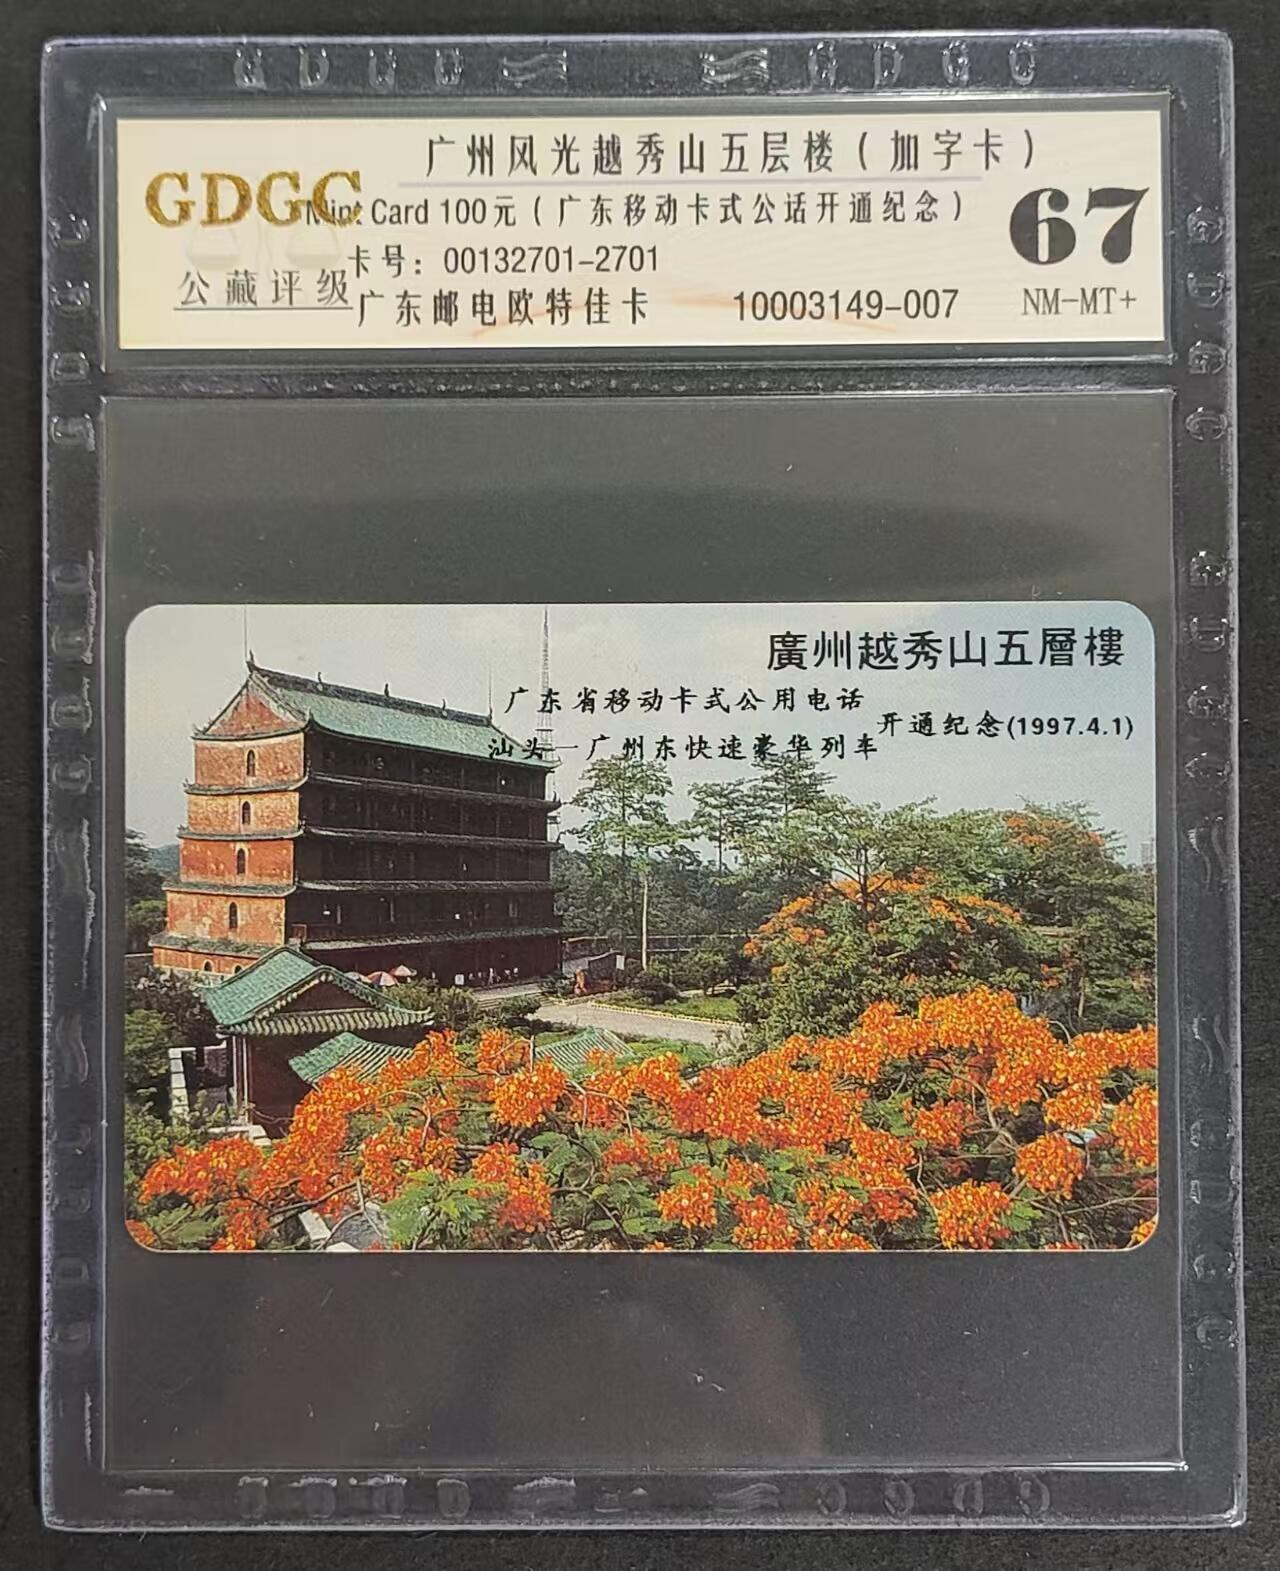 广州风光越秀山五层楼（加字卡）
GDGC
Mint Card 100元（广东移动卡式公话开通纪念）
67
公藏评级
卡号：00132701-2701
广东邮电欧特佳卡 10003149-007
NM-MT+
廣州越秀山五層樓
广东省移动卡式公用电话
开通纪念(1997.4.1)
汕头一广州东快速豪华列车